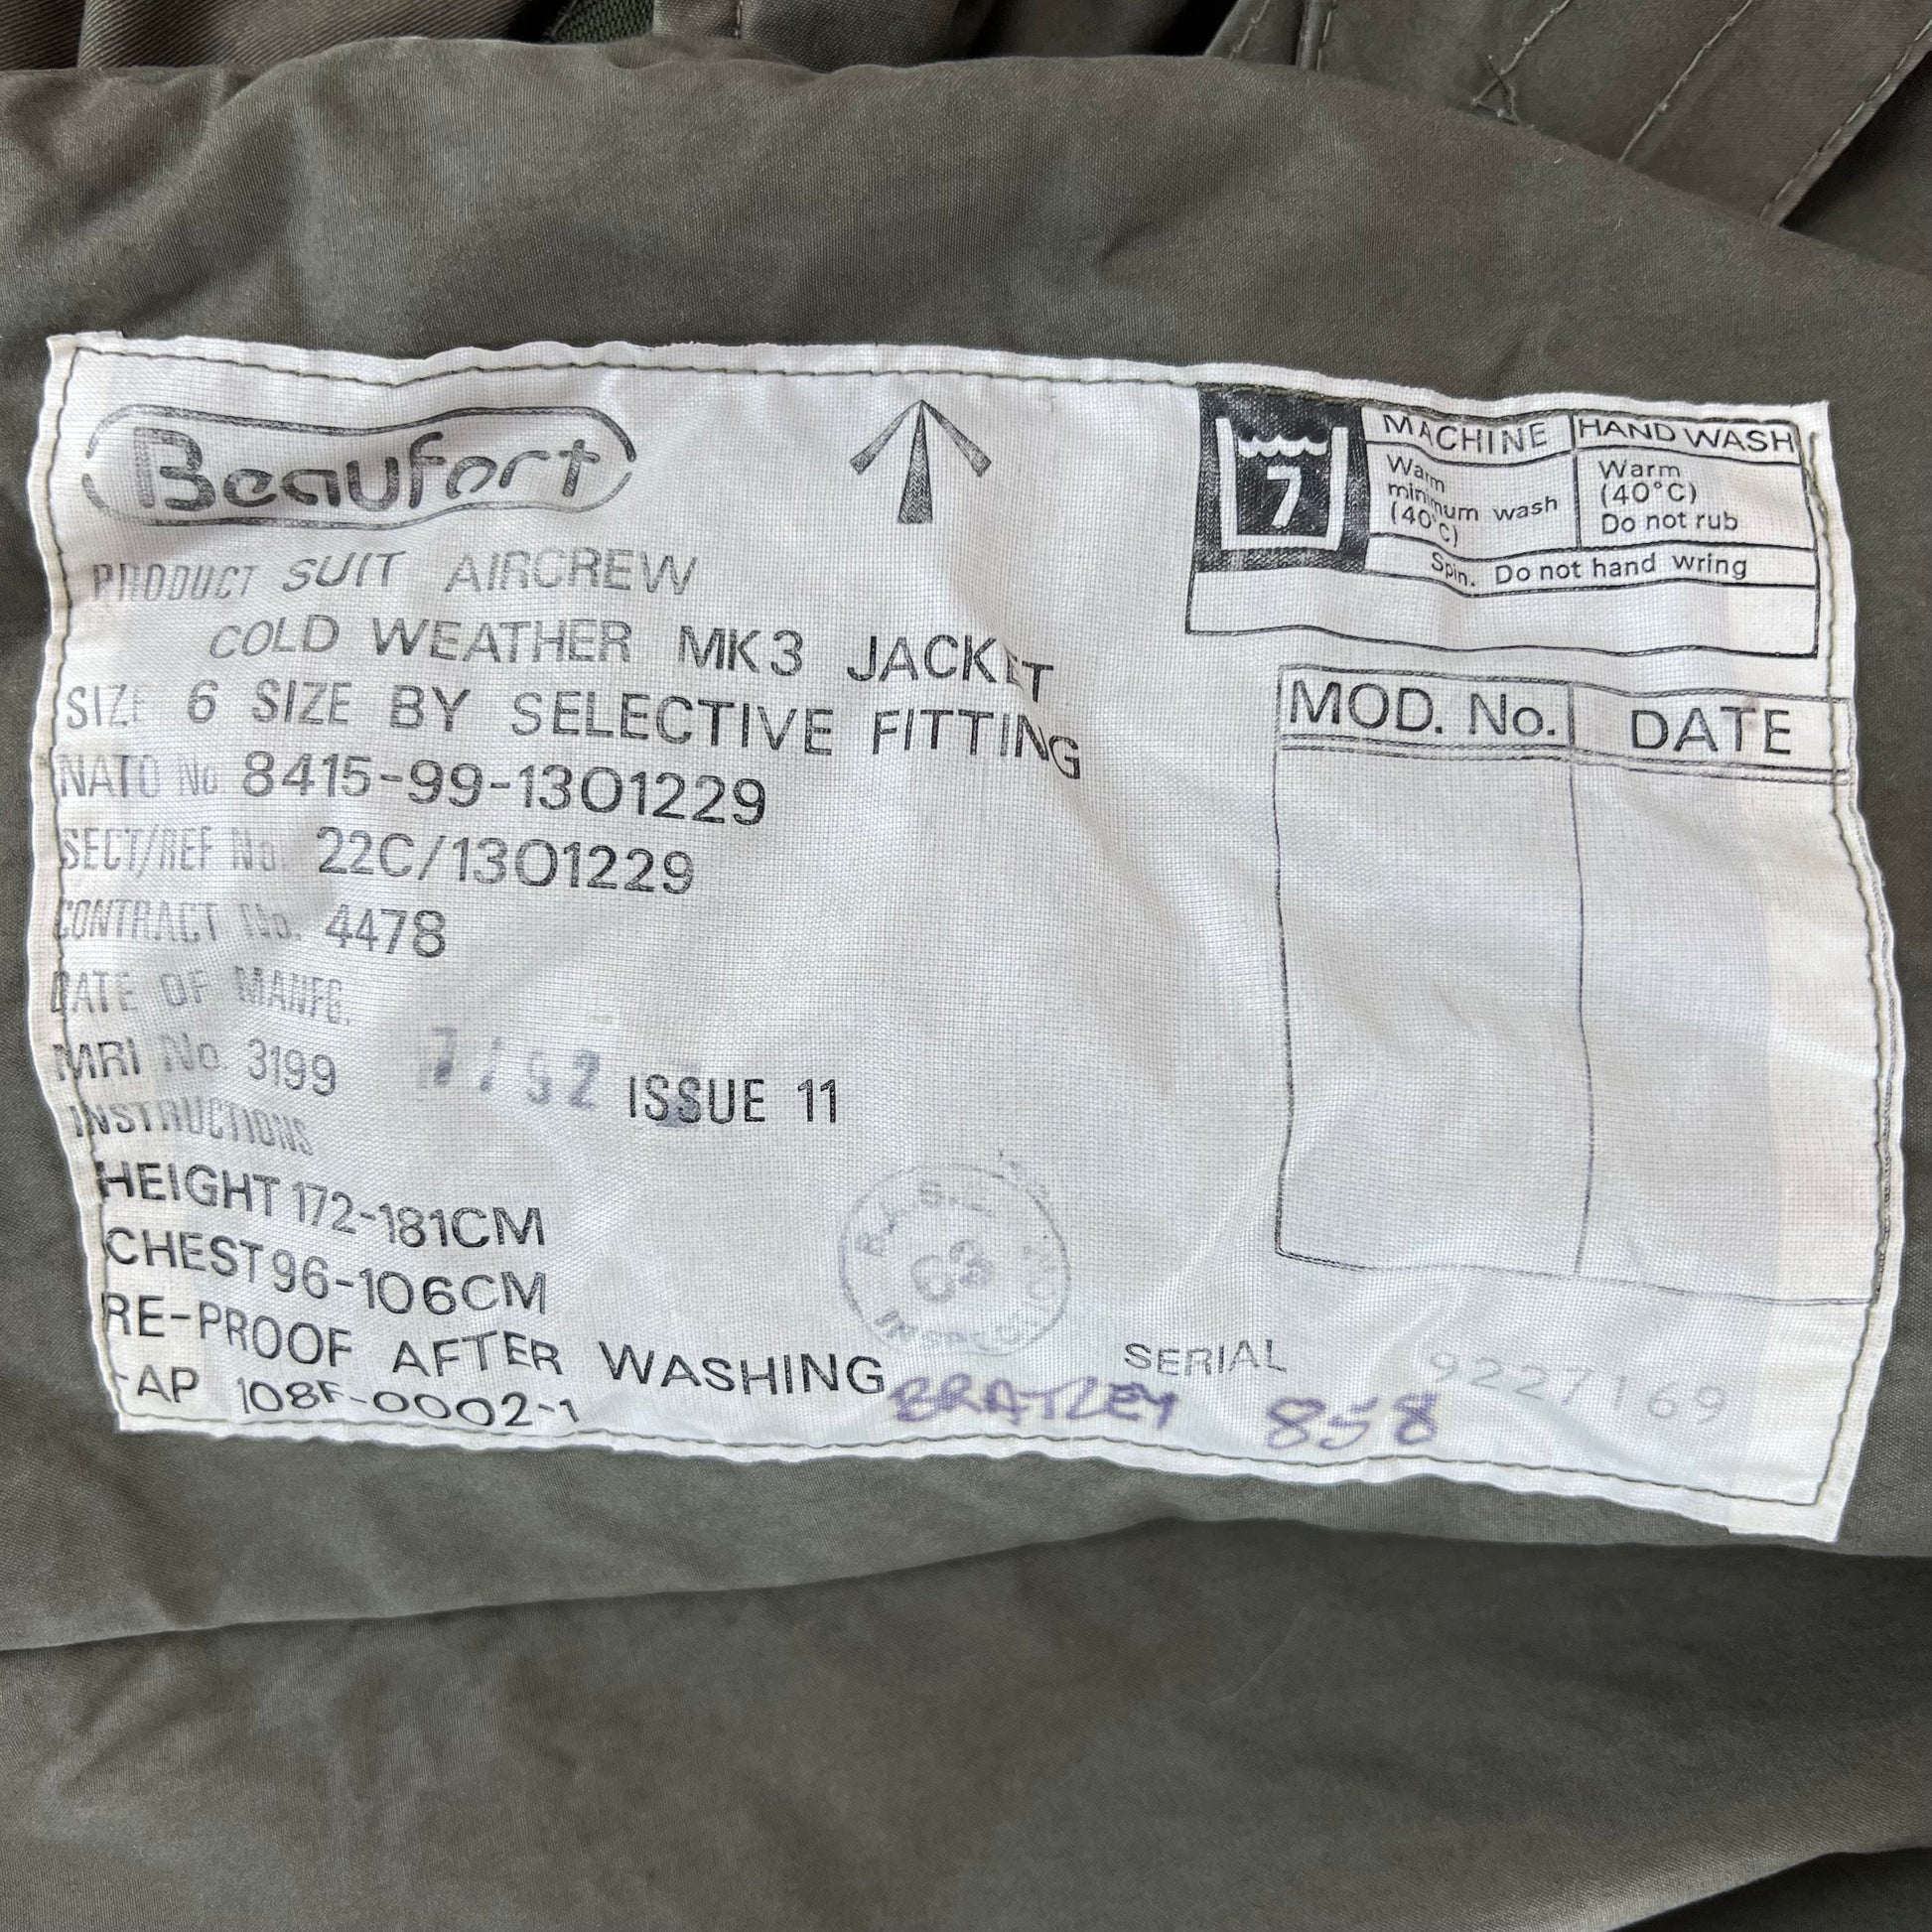 Beaufort
PRODUCT SUIT AIRCREW
COLD WEATHER MK3 JACKET
SIZE 6 SIZE BY SELECTIVE FITTING
NATO No. 8415-99-1301229
SECT/REF No. 22C/1301229
CONTRACT No. 4478
DATE OF MANFG.
MRI No. 3199 ISSUE 11
INSTRUCTIONS
HEIGHT 172-181CM
CHEST 96-106CM
RE-PROOF AFTER WASHING
AP 108F-0002-1
7
MACHINE HAND WASH
Warm
minimum wash
(40°C)
Warm
(40°C)
Do not rub
Spin. Do not hand wring
MOD. No. DATE
SERIAL 922/169
BRATLEY 858